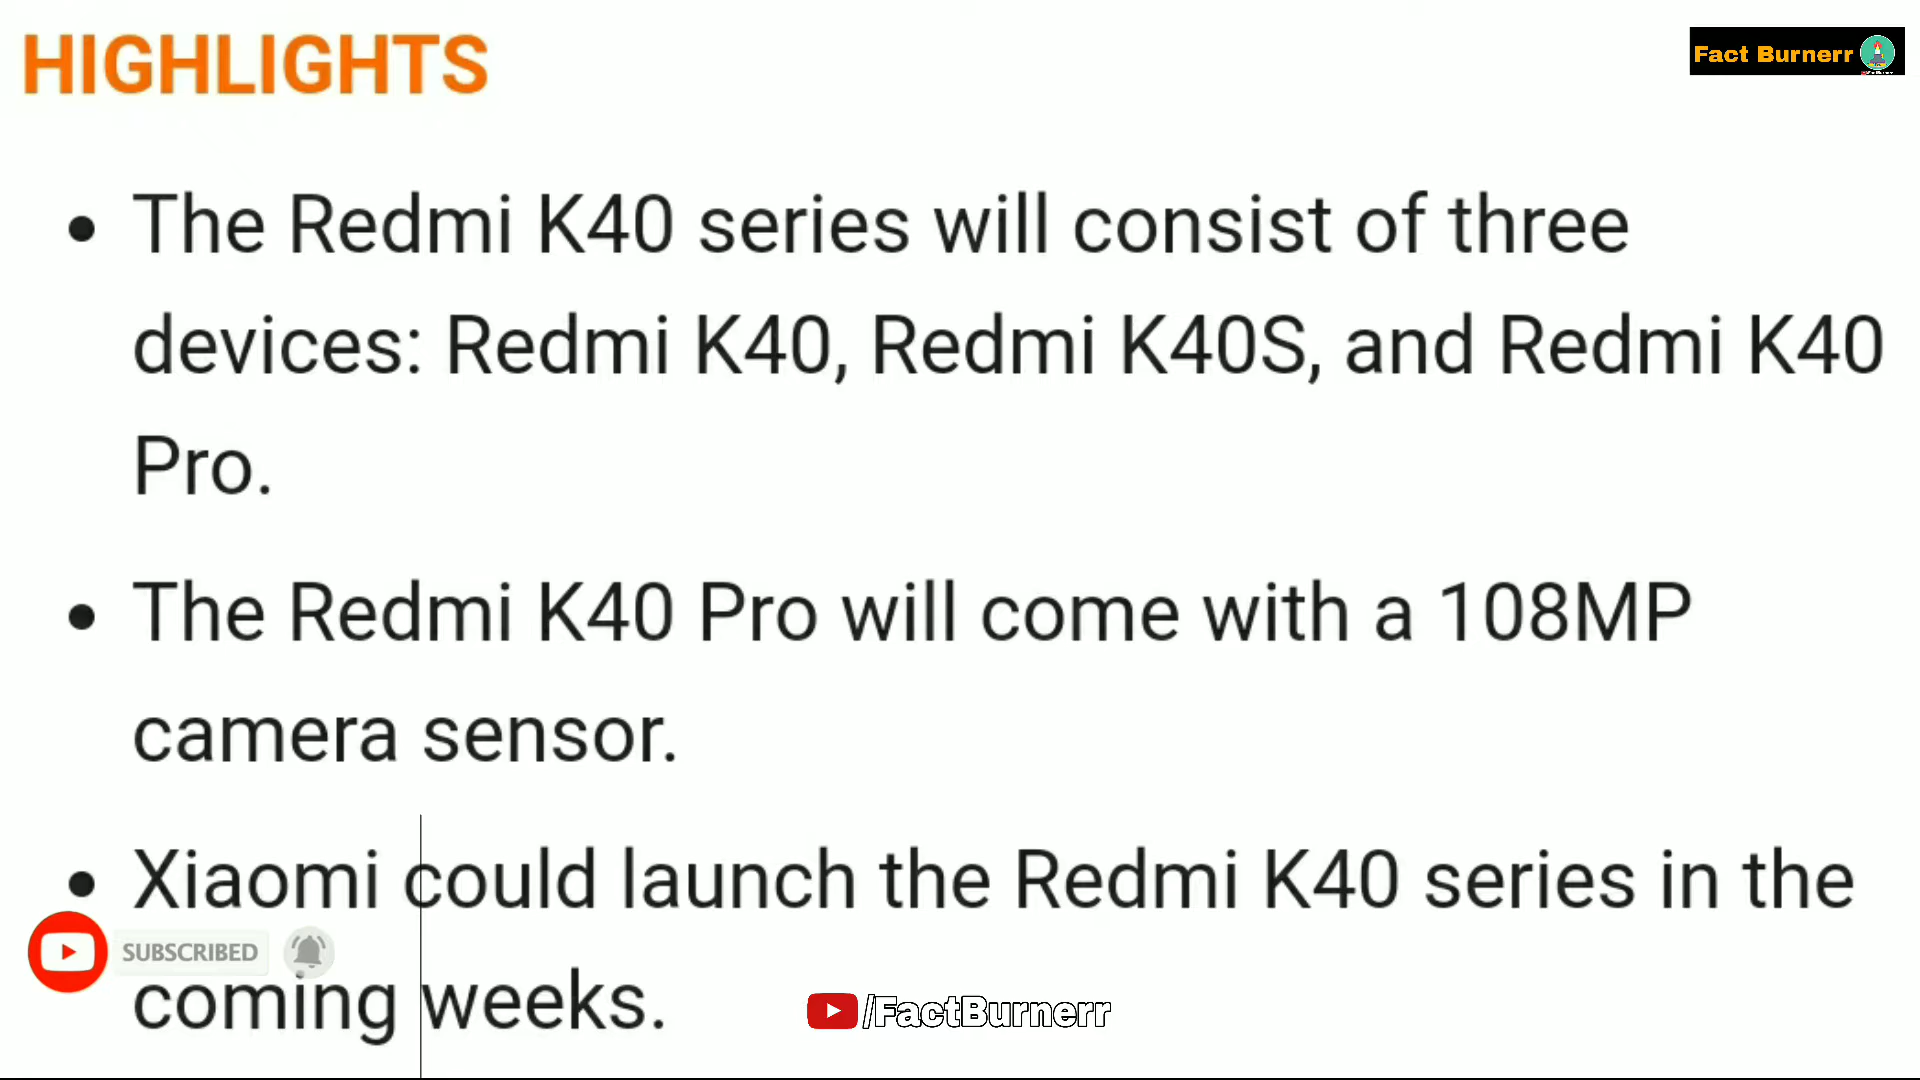 HIGHLIGHTS
Fact Burnerr
• The Redmi K40 series will consist of three
devices: Redmi K40, Redmi K40S, and Redmi K40
Pro.
• The Redmi K40 Pro will come with a 108MP
camera sensor.
• Xiaomi could launch the Redmi K40 series in the
coming weeks.
SUBSCRIBED
/FactBurnerr